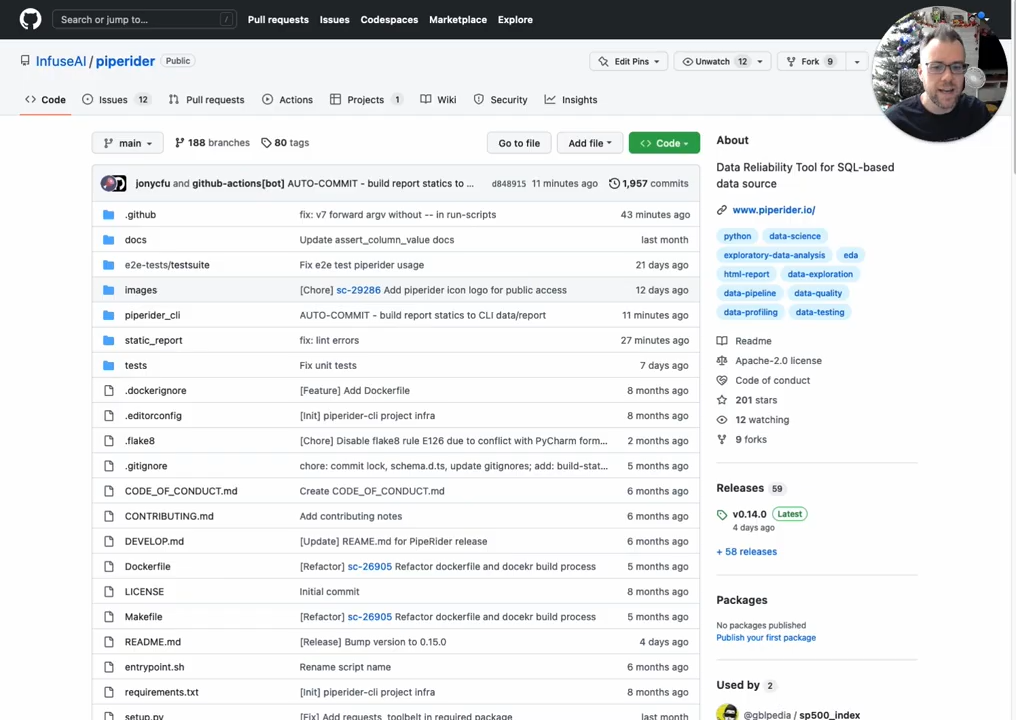 Search or jump to... /
Pull requests Issues Codespaces Marketplace Explore
InfuseAI / piperider Public
Edit Pins Unwatch 12 Fork 9
Code Issues 12 Pull requests Actions Projects 1 Wiki Security Insights
main 188 branches 80 tags Go to file Add file Code
jonycfu and github-actions[bot] AUTO-COMMIT - build report statics to ... d848915 11 minutes ago 1,957 commits
.github fix: v7 forward argv without -- in run-scripts 43 minutes ago
docs Update assert_column_value docs last month
e2e-tests/testsuite Fix e2e test piperider usage 21 days ago
images [Chore] sc-29286 Add piperider icon logo for public access 12 days ago
piperider_cli AUTO-COMMIT - build report statics to CLI data/report 11 minutes ago
static_report fix: lint errors 27 minutes ago
tests Fix unit tests 7 days ago
.dockerignore [Feature] Add Dockerfile 8 months ago
.editorconfig [Init] piperider-cli project infra 8 months ago
.flake8 [Chore] Disable flake8 rule E126 due to conflict with PyCharm form... 2 months ago
.gitignore chore: commit lock, schema.d.ts, update gitignores; add: build-stat... 5 months ago
CODE_OF_CONDUCT.md Create CODE_OF_CONDUCT.md 6 months ago
CONTRIBUTING.md Add contributing notes 6 months ago
DEVELOP.md [Update] REAME.md for PipeRider release 6 months ago
Dockerfile [Refactor] sc-26905 Refactor dockerfile and docekr build process 5 months ago
LICENSE Initial commit 8 months ago
Makefile [Refactor] sc-26905 Refactor dockerfile and docekr build process 5 months ago
README.md [Release] Bump version to 0.15.0 4 days ago
entrypoint.sh Rename script name 6 months ago
requirements.txt [Init] piperider-cli project infra 8 months ago
setup.py [Fix] Add requests_toolbelt in required package last month
About
Data Reliability Tool for SQL-based
data source
www.piperider.io/
python data-science
exploratory-data-analysis eda
html-report data-exploration
data-pipeline data-quality
data-profiling data-testing
Readme
Apache-2.0 license
Code of conduct
201 stars
12 watching
9 forks
Releases 59
v0.14.0 Latest
4 days ago
+ 58 releases
Packages
No packages published
Publish your first package
Used by 2
@gblpedia / sp500_index